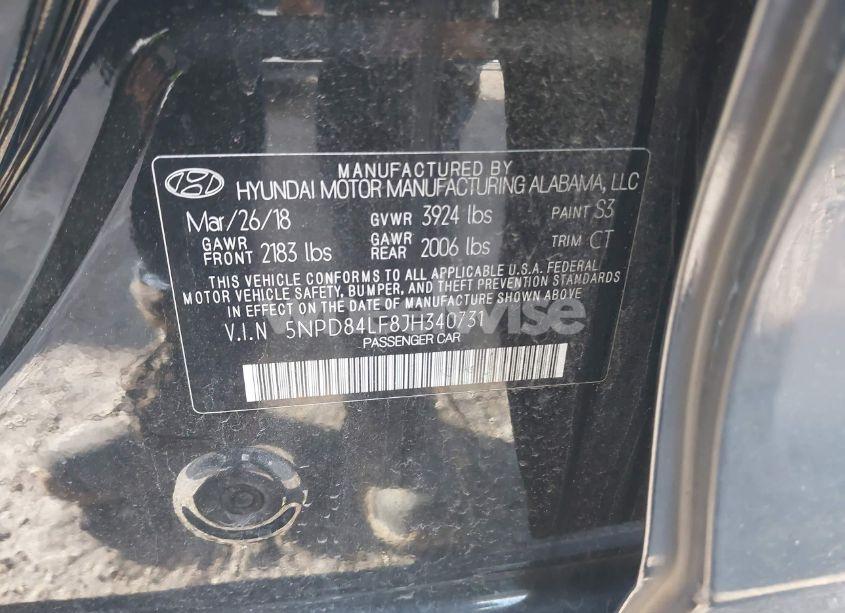 MANUFACTURED BY
HYUNDAI MOTOR MANUFACTURING ALABAMA, LLC
Mar/26/18 GVWR 3924 lbs PAINT S3
GAWR FRONT 2183 lbs GAWR REAR 2006 lbs TRIM CT
THIS VEHICLE CONFORMS TO ALL APPLICABLE U.S.A. FEDERAL
MOTOR VEHICLE SAFETY, BUMPER, AND THEFT PREVENTION STANDARDS
IN EFFECT ON THE DATE OF MANUFACTURE SHOWN ABOVE
V.I.N 5NPD84LF8JH340731
PASSENGER CAR